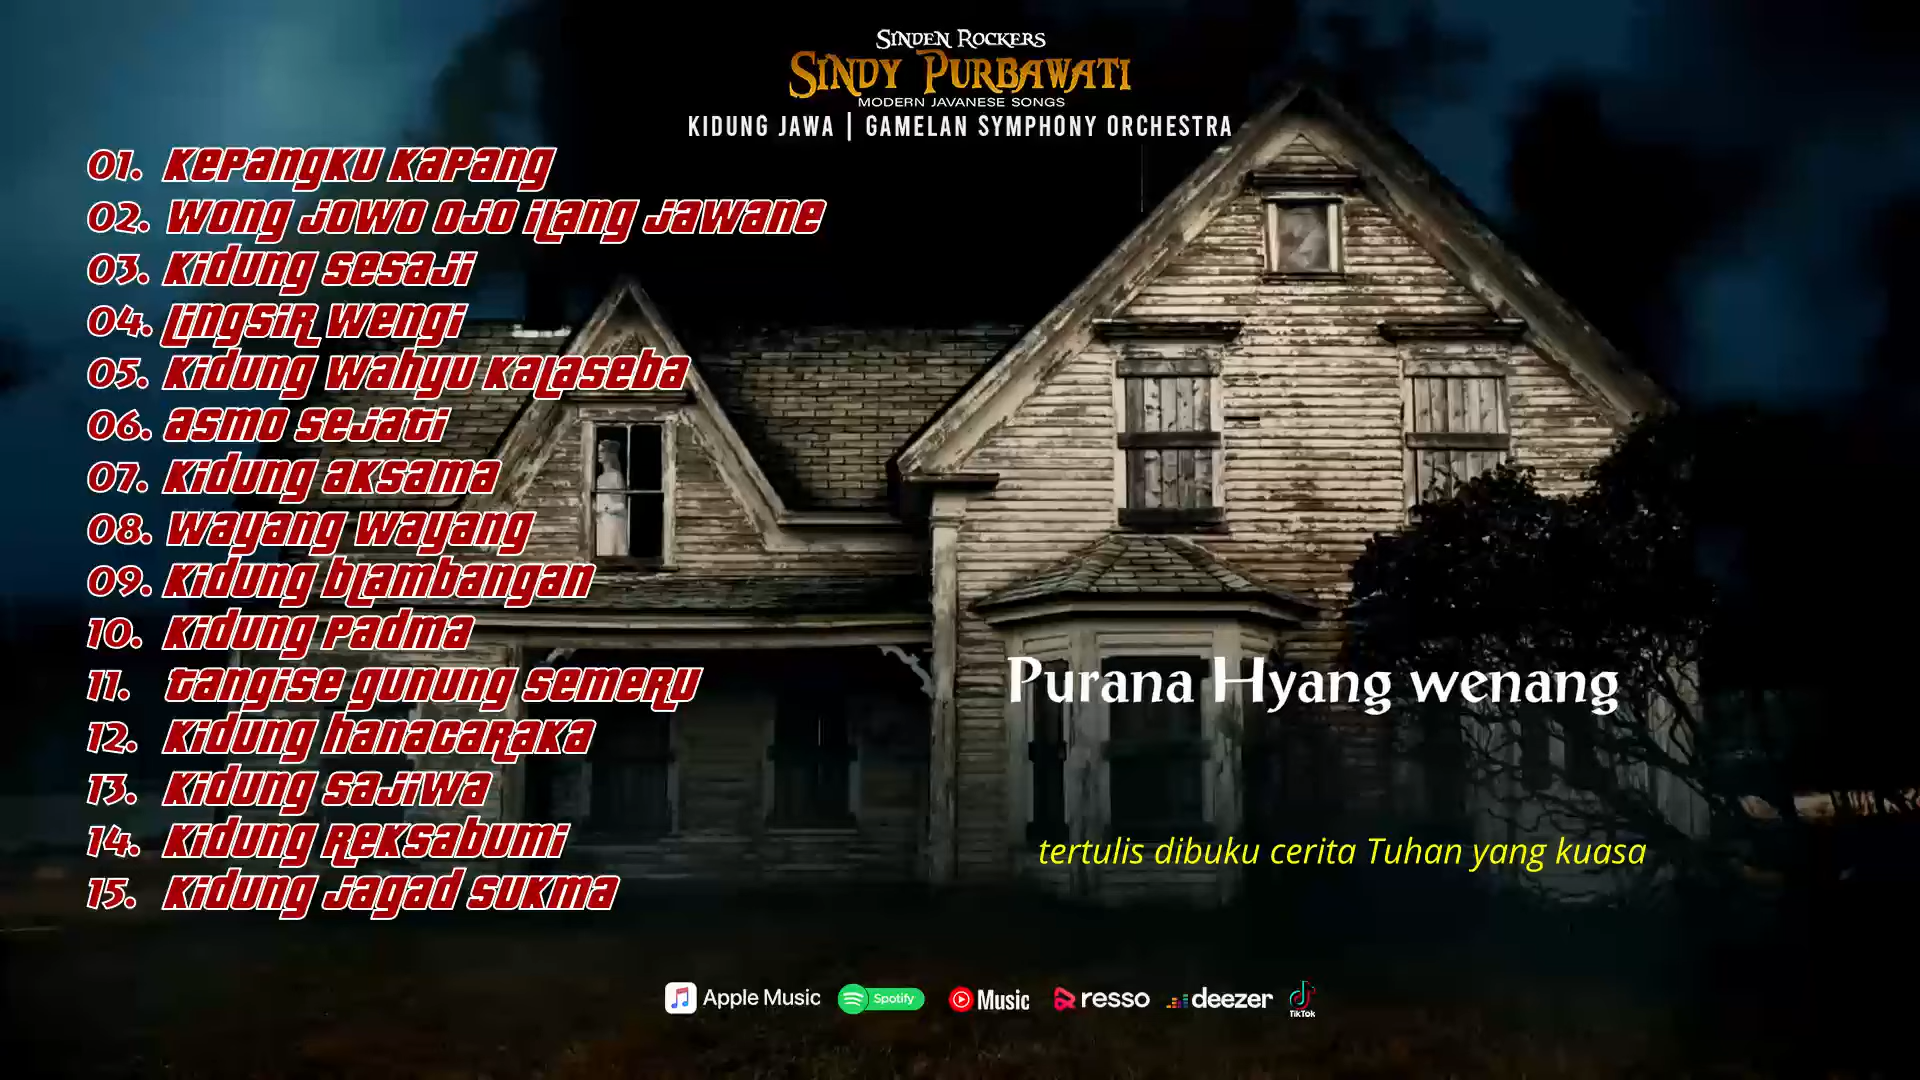 SINDEN ROCKERS
SINDY PURBAWATI
MODERN JAVANESE SONGS
KIDUNG JAWA | GAMELAN SYMPHONY ORCHESTRA
01. Kepangku Kapang
02. Wong Jowo Ojo Ilang Jawane
03. Kidung Sesaji
04. Lingsir Wengi
05. Kidung Wahyu Kalaseba
06. Asmo Sejati
07. Kidung Aksama
08. Wayang Wayang
09. Kidung Blambangan
10. Kidung Padma
11. Tangise Gunung Semeru
12. Kidung Hanacaraka
13. Kidung Sajiwa
14. Kidung Reksabumi
15. Kidung Jagad Sukma
Purana Hyang wenang
tertulis dibuku cerita Tuhan yang kuasa
Apple Music Spotify Music resso deezer TikTok